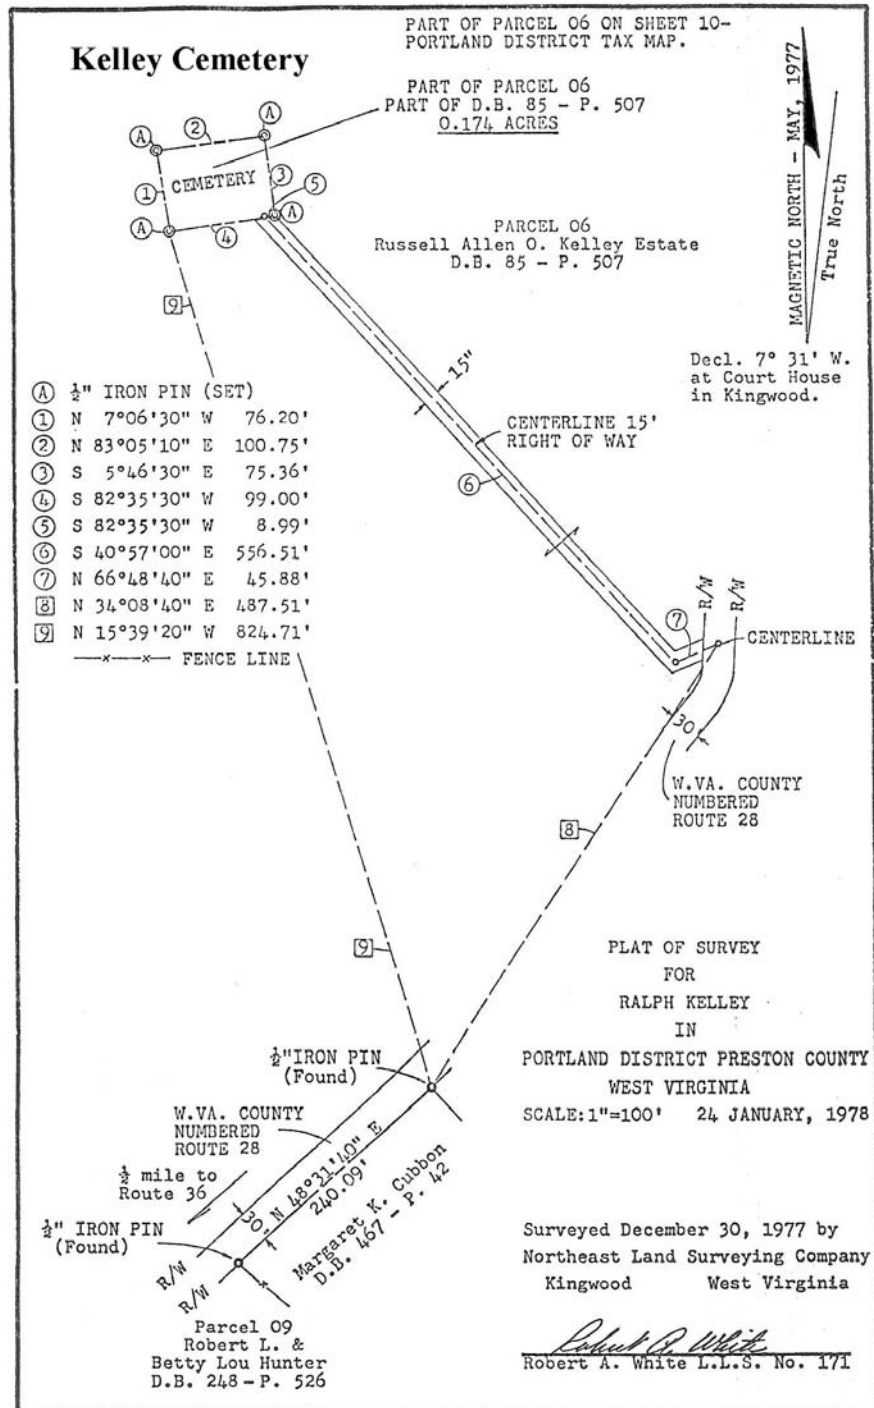 Kelley Cemetery
PART OF PARCEL 06 ON SHEET 10-
PORTLAND DISTRICT TAX MAP.
PART OF PARCEL 06
PART OF D.B. 85 - P. 507
0.174 ACRES
MAGNETIC NORTH - MAY, 1977
True North
Decl. 7° 31' W.
at Court House
in Kingwood.
A
2
A
1
CEMETERY
3
5
A
A
4
PARCEL 06
Russell Allen O. Kelley Estate
D.B. 85 - P. 507
9
15"
CENTERLINE 15'
RIGHT OF WAY
6
A ½" IRON PIN (SET)
1 N 7°06'30" W 76.20'
2 N 83°05'10" E 100.75'
3 S 5°46'30" E 75.36'
4 S 82°35'30" W 99.00'
5 S 82°35'30" W 8.99'
6 S 40°57'00" E 556.51'
7 N 66°48'40" E 45.88'
8 N 34°08'40" E 487.51'
9 N 15°39'20" W 824.71'
—x—x— FENCE LINE
7
R/W
R/W
CENTERLINE
30
W.VA. COUNTY
NUMBERED
ROUTE 28
8
9
½"IRON PIN
(Found)
W.VA. COUNTY
NUMBERED
ROUTE 28
½ mile to
Route 36
½" IRON PIN
(Found)
30'
N 48°31'40" E
240.09'
Margaret K. Cubbon
D.B. 467 - P. 42
R/W
R/W
Parcel 09
Robert L. &
Betty Lou Hunter
D.B. 248 - P. 526
PLAT OF SURVEY
FOR
RALPH KELLEY
IN
PORTLAND DISTRICT PRESTON COUNTY
WEST VIRGINIA
SCALE: 1"=100' 24 JANUARY, 1978
Surveyed December 30, 1977 by
Northeast Land Surveying Company
Kingwood West Virginia
Robert A. White
Robert A. White L.L.S. No. 171